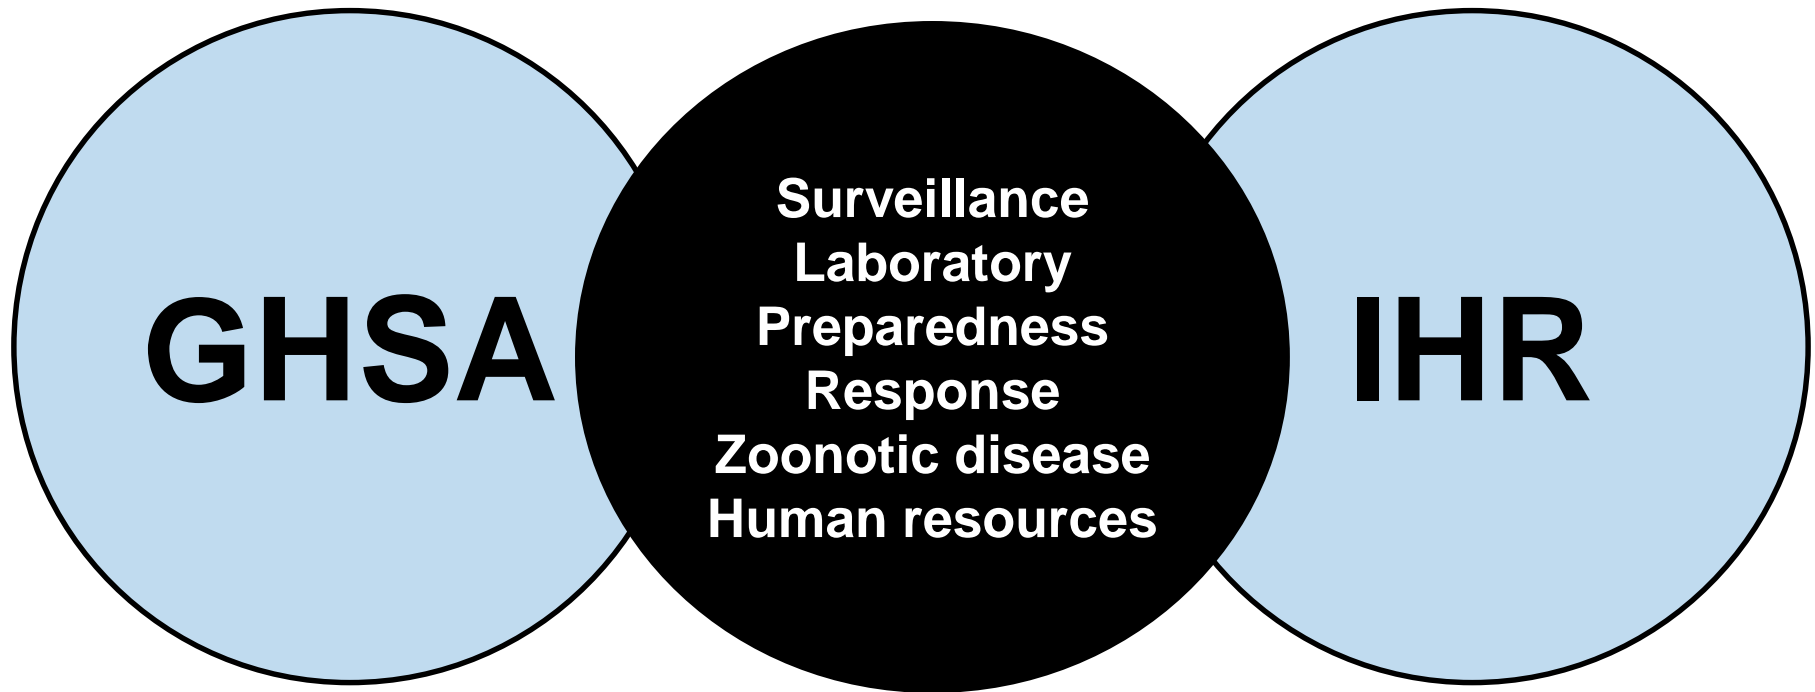 GHSA
Surveillance
Laboratory
Preparedness
Response
Zoonotic disease
Human resources
IHR